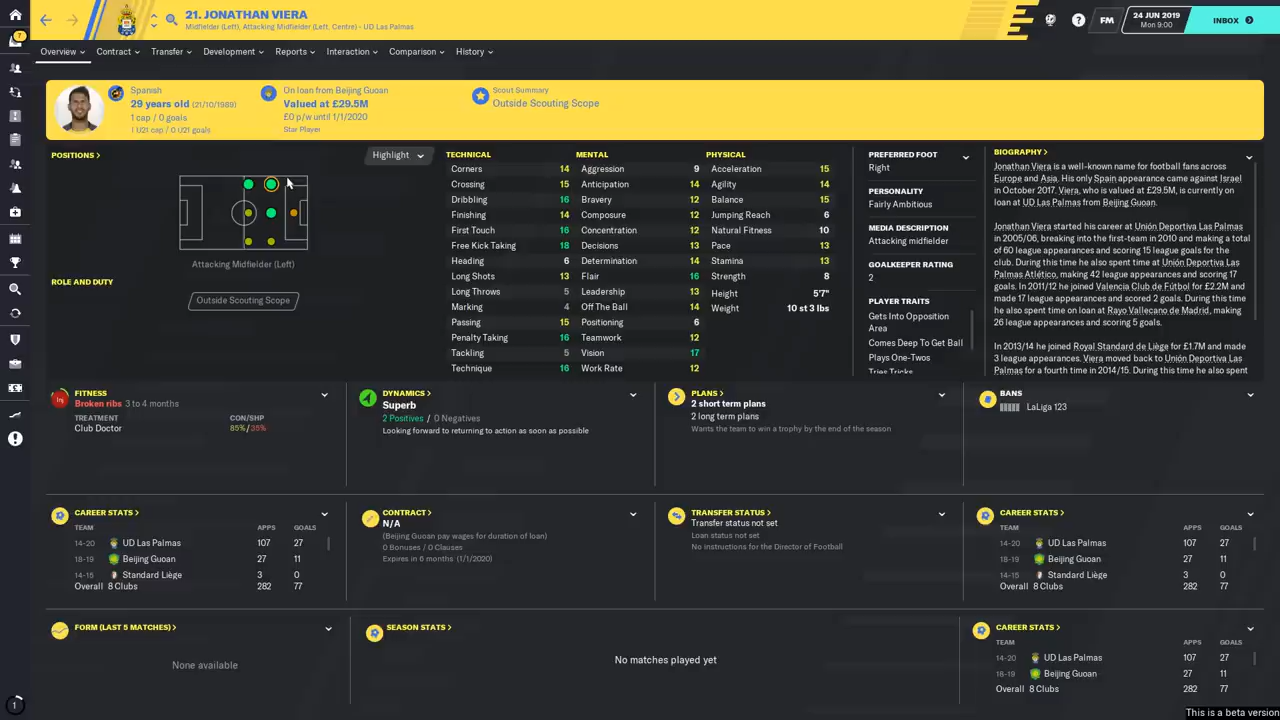 21. JONATHAN VIERA
Midfielder (Left), Attacking Midfielder (Left, Centre) - UD Las Palmas
FM
24 JUN 2019
Mon 9:00
INBOX
7
Overview
Contract
Transfer
Development
Reports
Interaction
Comparison
History
Spanish
29 years old (21/10/1989)
1 cap / 0 goals
1 U21 cap / 0 U21 goals
On loan from Beijing Guoan
Valued at £29.5M
£0 p/w until 1/1/2020
Star Player
Scout Summary
Outside Scouting Scope
POSITIONS >
Highlight
Attacking Midfielder (Left)
ROLE AND DUTY
Outside Scouting Scope
TECHNICAL
Corners 14
Crossing 15
Dribbling 16
Finishing 14
First Touch 16
Free Kick Taking 18
Heading 6
Long Shots 13
Long Throws 5
Marking 4
Passing 15
Penalty Taking 16
Tackling 5
Technique 16
MENTAL
Aggression 9
Anticipation 14
Bravery 12
Composure 12
Concentration 12
Decisions 13
Determination 14
Flair 16
Leadership 13
Off The Ball 14
Positioning 6
Teamwork 12
Vision 17
Work Rate 12
PHYSICAL
Acceleration 15
Agility 14
Balance 15
Jumping Reach 6
Natural Fitness 10
Pace 13
Stamina 13
Strength 8
Height 5'7"
Weight 10 st 3 lbs
PREFERRED FOOT
Right
PERSONALITY
Fairly Ambitious
MEDIA DESCRIPTION
Attacking midfielder
GOALKEEPER RATING
2
PLAYER TRAITS
Gets Into Opposition
Area
Comes Deep To Get Ball
Plays One-Twos
Tries Tricks
BIOGRAPHY >
Jonathan Viera is a well-known name for football fans across
Europe and Asia. His only Spain appearance came against Israel
in October 2017. Viera, who is valued at £29.5M, is currently on
loan at UD Las Palmas from Beijing Guoan.
Jonathan Viera started his career at Unión Deportiva Las Palmas
in 2005/06, breaking into the first-team in 2010 and making a total
of 60 league appearances and scoring 15 league goals for the
club. During this time he also spent time at Unión Deportiva Las
Palmas Atlético, making 42 league appearances and scoring 17
goals. In 2011/12 he joined Valencia Club de Fútbol for £2.2M and
made 17 league appearances and scored 2 goals. During this time
he also spent time on loan at Rayo Vallecano de Madrid, making
26 league appearances and scoring 5 goals.
In 2013/14 he joined Royal Standard de Liège for £1.7M and made
3 league appearances. Viera moved back to Unión Deportiva Las
Palmas for a fourth time in 2014/15. During this time he also spent
FITNESS
Inj
Broken ribs 3 to 4 months
TREATMENT
Club Doctor
CON/SHP
85%/35%
DYNAMICS >
Superb
2 Positives / 0 Negatives
Looking forward to returning to action as soon as possible
PLANS >
2 short term plans
2 long term plans
Wants the team to win a trophy by the end of the season
BANS
LaLiga 123
CAREER STATS >
TEAM APPS GOALS
14-20 UD Las Palmas 107 27
18-19 Beijing Guoan 27 11
14-15 Standard Liège 3 0
Overall 8 Clubs 282 77
CONTRACT >
N/A
(Beijing Guoan pay wages for duration of loan)
0 Bonuses / 0 Clauses
Expires in 6 months (1/1/2020)
TRANSFER STATUS >
Transfer status not set
Loan status not set
No instructions for the Director of Football
CAREER STATS >
TEAM APPS GOALS
14-20 UD Las Palmas 107 27
18-19 Beijing Guoan 27 11
14-15 Standard Liège 3 0
Overall 8 Clubs 282 77
FORM (LAST 5 MATCHES) >
None available
SEASON STATS >
No matches played yet
CAREER STATS >
TEAM APPS GOALS
14-20 UD Las Palmas 107 27
18-19 Beijing Guoan 27 11
Overall 8 Clubs 282 77
1
This is a beta version